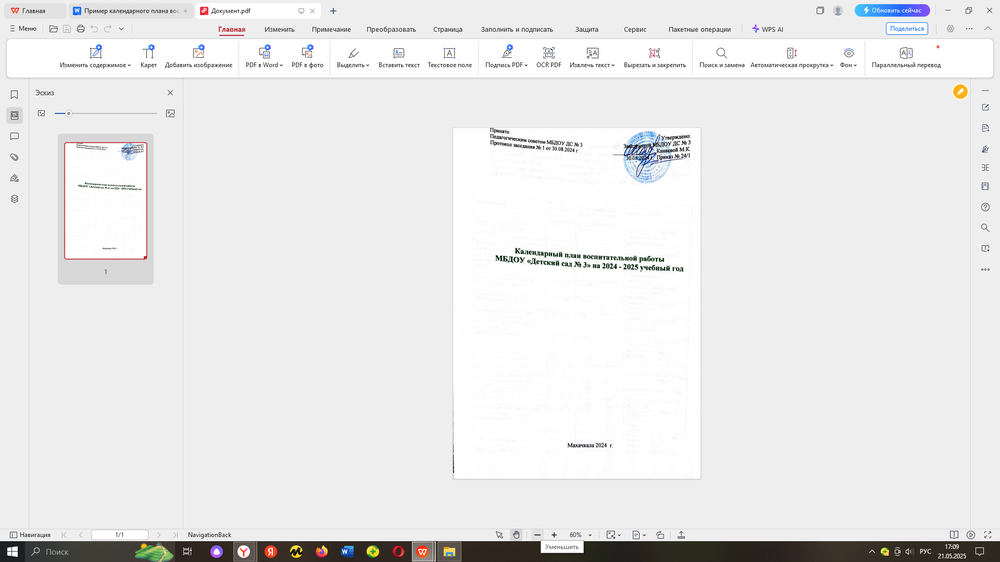 Главная
Пример календарного плана вос
Документ.pdf
Обновить сейчас
Меню
Главная
Изменить
Примечание
Преобразовать
Страница
Заполнить и подписать
Защита
Сервис
Пакетные операции
WPS AI
Поделиться
Изменить содержимое
Карет
Добавить изображение
PDF в Word
PDF в фото
Выделить
Вставить текст
Текстовое поле
Подпись PDF
OCR PDF
Извлечь текст
Вырезать и закрепить
Поиск и замена
Автоматическая прокрутка
Фон
Параллельный перевод
Эскиз
1
Принято
Педагогическим советом МБДОУ ДС № 3
Протокол заседания № 1 от 30.08.2024 г
Утверждено:
Заведующей МБДОУ ДС № 3
Канаевой М.К.
30.08.2024 г. Приказ № 24/1
Календарный план воспитательной работы
МБДОУ «Детский сад № 3» на 2024 - 2025 учебный год
Махачкала 2024 г.
Навигация
1/1
NavigationBack
60%
Уменьшить
Поиск
РУС
17:09
21.05.2025